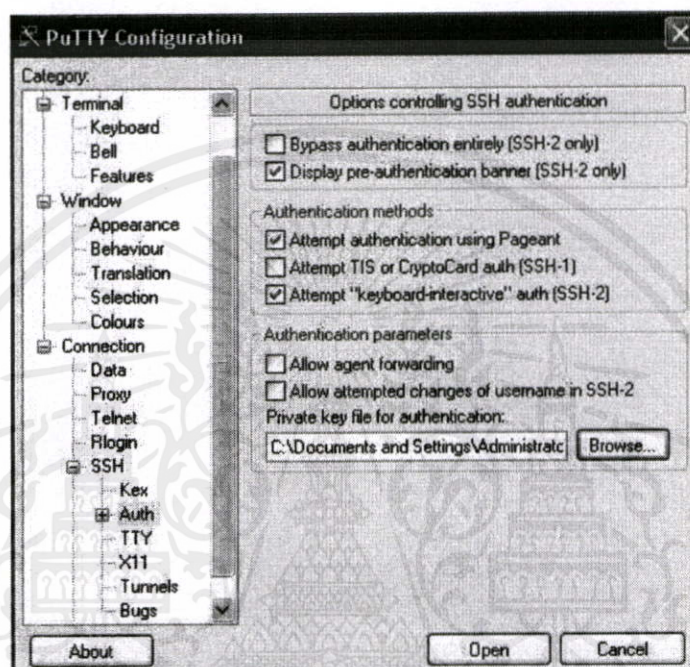 PuTTY Configuration
Category:
Terminal
Keyboard
Bell
Features
Window
Appearance
Behaviour
Translation
Selection
Colours
Connection
Data
Proxy
Telnet
Rlogin
SSH
Kex
Auth
TTY
X11
Tunnels
Bugs
Options controlling SSH authentication
Bypass authentication entirely (SSH-2 only)
Display pre-authentication banner (SSH-2 only)
Authentication methods
Attempt authentication using Pageant
Attempt TIS or CryptoCard auth (SSH-1)
Attempt "keyboard-interactive" auth (SSH-2)
Authentication parameters
Allow agent forwarding
Allow attempted changes of username in SSH-2
Private key file for authentication:
C:\Documents and Settings\Administratc
Browse...
About
Open
Cancel